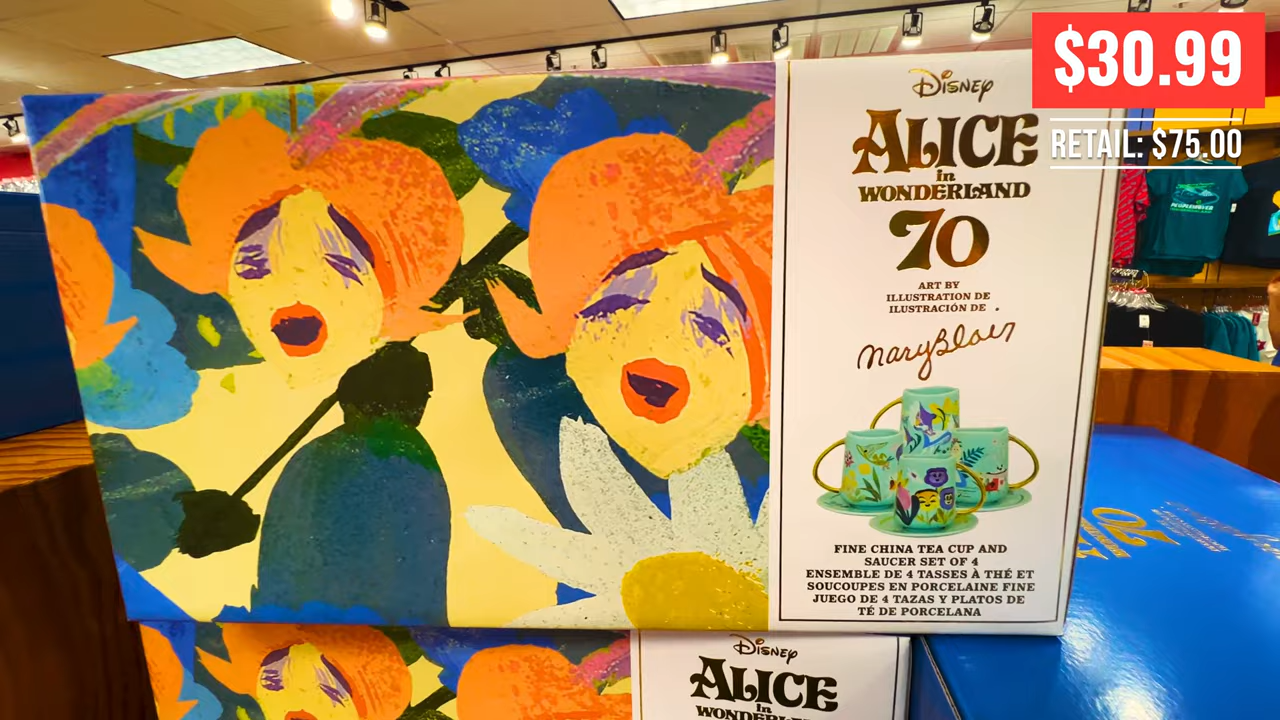 $30.99
RETAIL: $75.00
Disney
ALICE
in
WONDERLAND
70
ART BY
ILLUSTRATION DE
ILUSTRACIÓN DE
Mary Blair
FINE CHINA TEA CUP AND
SAUCER SET OF 4
ENSEMBLE DE 4 TASSES À THÉ ET
SOUCOUPES EN PORCELAINE FINE
JUEGO DE 4 TAZAS Y PLATOS DE
TÉ DE PORCELANA
Disney
ALICE
in